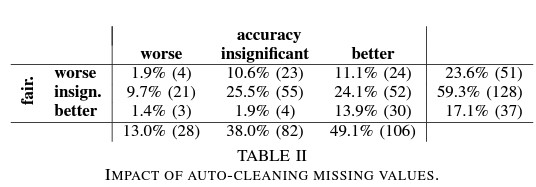 accuracy
worse insignificant better
fair. worse 1.9% (4) 10.6% (23) 11.1% (24) 23.6% (51)
insign. 9.7% (21) 25.5% (55) 24.1% (52) 59.3% (128)
better 1.4% (3) 1.9% (4) 13.9% (30) 17.1% (37)
13.0% (28) 38.0% (82) 49.1% (106)
TABLE II
IMPACT OF AUTO-CLEANING MISSING VALUES.